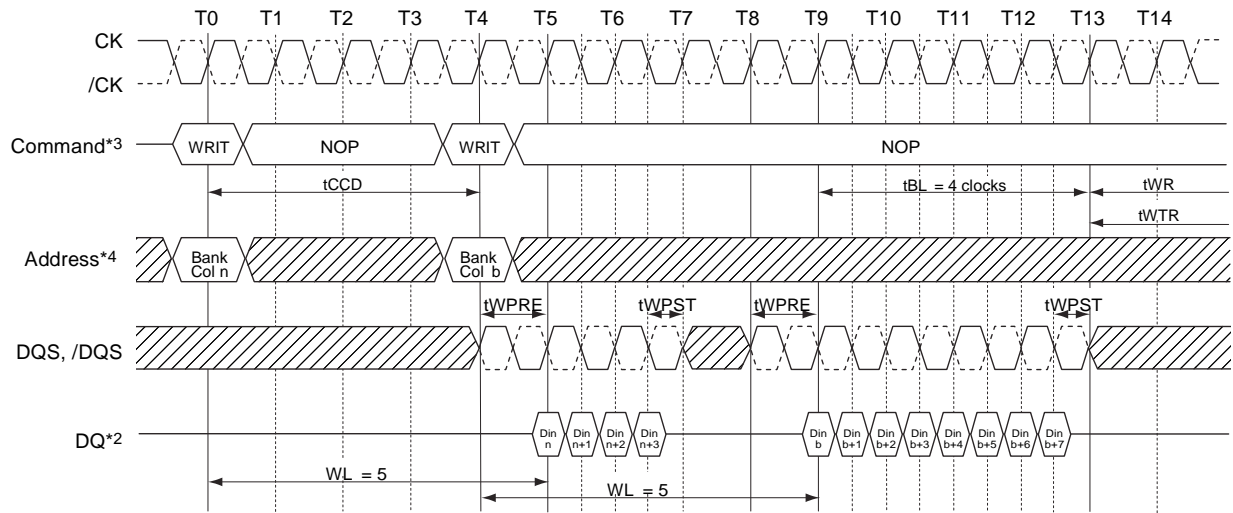 T0 T1 T2 T3 T4 T5 T6 T7 T8 T9 T10 T11 T12 T13 T14
CK
/CK
Command*3 WRIT NOP WRIT NOP
tCCD tBL = 4 clocks tWR
tWTR
Address*4 Bank Col n Bank Col b
tWPRE tWPST tWPRE tWPST
DQS, /DQS
DQ*2 Din n Din n+1 Din n+2 Din n+3 Din b Din b+1 Din b+2 Din b+3 Din b+4 Din b+5 Din b+6 Din b+7
WL = 5
WL = 5